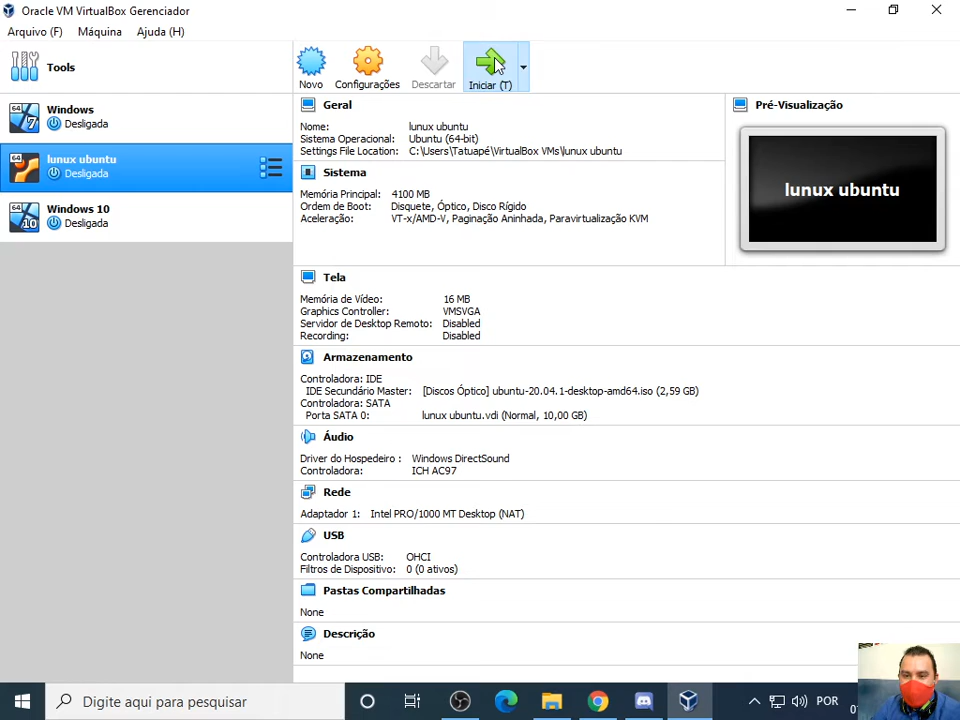 Oracle VM VirtualBox Gerenciador
Arquivo (F) Máquina Ajuda (H)
Tools
Novo Configurações Descartar Iniciar (T)
64 7 Windows
Desligada
64 lunux ubuntu
Desligada
64 10 Windows 10
Desligada
Geral
Nome: lunux ubuntu
Sistema Operacional: Ubuntu (64-bit)
Settings File Location: C:\Users\Tatuapé\VirtualBox VMs\lunux ubuntu
Pré-Visualização
lunux ubuntu
Sistema
Memória Principal: 4100 MB
Ordem de Boot: Disquete, Óptico, Disco Rígido
Aceleração: VT-x/AMD-V, Paginação Aninhada, Paravirtualização KVM
Tela
Memória de Vídeo: 16 MB
Graphics Controller: VMSVGA
Servidor de Desktop Remoto: Disabled
Recording: Disabled
Armazenamento
Controladora: IDE
IDE Secundário Master: [Discos Óptico] ubuntu-20.04.1-desktop-amd64.iso (2,59 GB)
Controladora: SATA
Porta SATA 0: lunux ubuntu.vdi (Normal, 10,00 GB)
Áudio
Driver do Hospedeiro : Windows DirectSound
Controladora: ICH AC97
Rede
Adaptador 1: Intel PRO/1000 MT Desktop (NAT)
USB
Controladora USB: OHCI
Filtros de Dispositivo: 0 (0 ativos)
Pastas Compartilhadas
None
Descrição
None
Digite aqui para pesquisar
POR